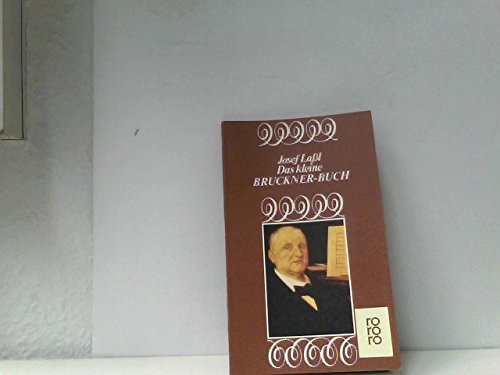 Josef Laßl
Das kleine
BRUCKNER-BUCH
ro
ro
ro